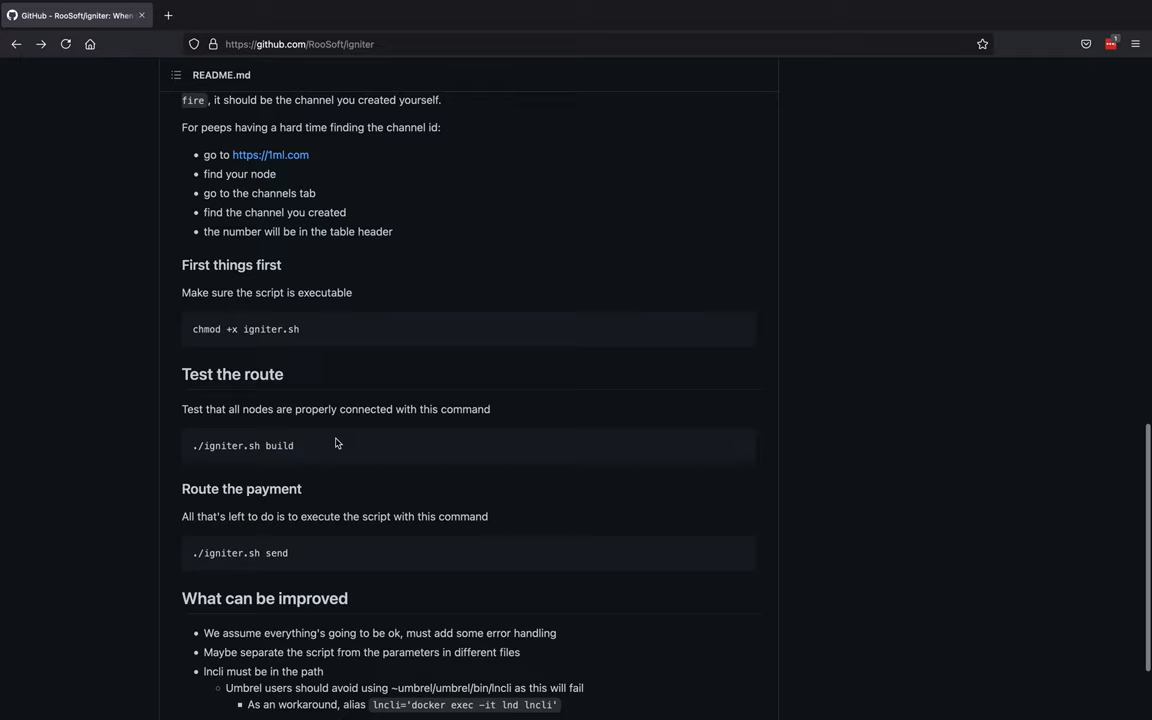 GitHub - RooSoft/igniter: When
https://github.com/RooSoft/igniter
1
README.md
fire, it should be the channel you created yourself.
For peeps having a hard time finding the channel id:
go to https://1ml.com
find your node
go to the channels tab
find the channel you created
the number will be in the table header
First things first
Make sure the script is executable
chmod +x igniter.sh
Test the route
Test that all nodes are properly connected with this command
./igniter.sh build
Route the payment
All that's left to do is to execute the script with this command
./igniter.sh send
What can be improved
We assume everything's going to be ok, must add some error handling
Maybe separate the script from the parameters in different files
lncli must be in the path
Umbrel users should avoid using ~umbrel/umbrel/bin/lncli as this will fail
As an workaround, alias lncli='docker exec -it lnd lncli'